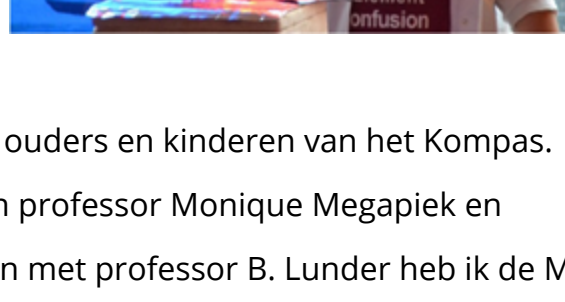 onfusion
ouders en kinderen van het Kompas.
professor Monique Megapiek en
n met professor B. Lunder heb ik de M